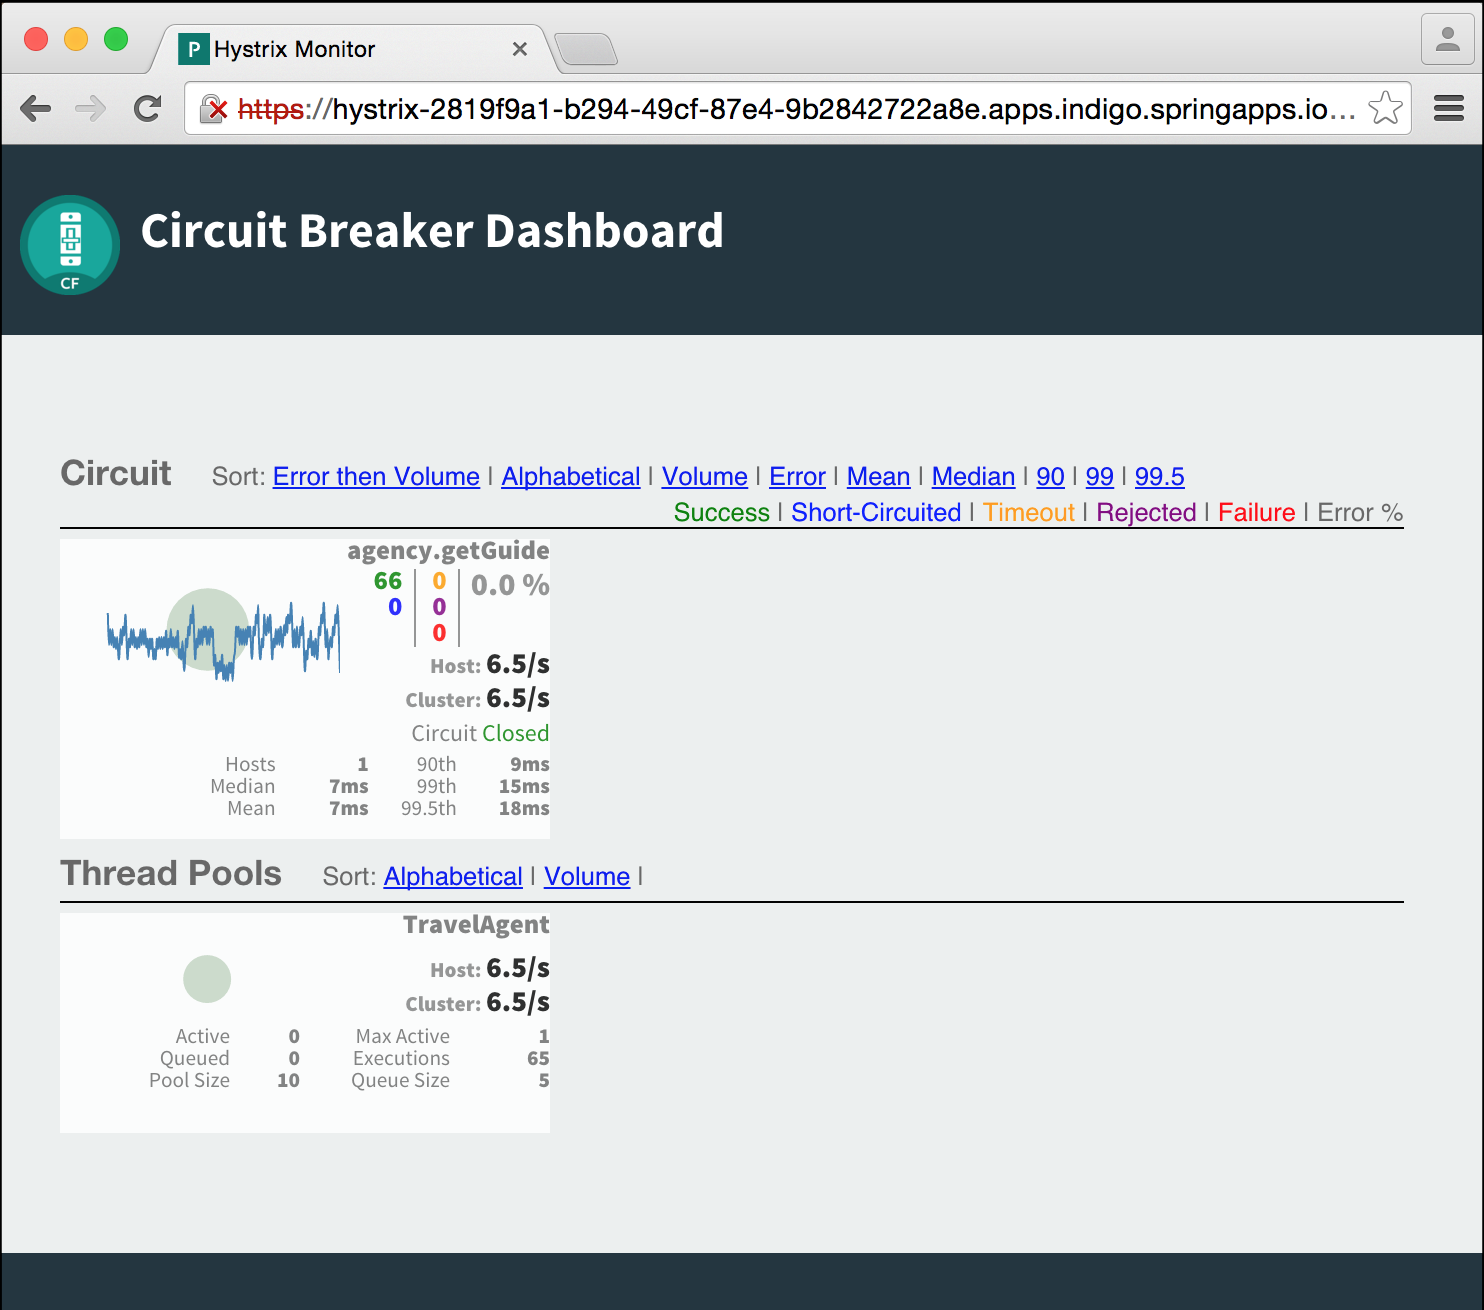 P Hystrix Monitor
https://hystrix-2819f9a1-b294-49cf-87e4-9b2842722a8e.apps.indigo.springapps.io...
CF
Circuit Breaker Dashboard
Circuit Sort: Error then Volume | Alphabetical | Volume | Error | Mean | Median | 90 | 99 | 99.5
Success | Short-Circuited | Timeout | Rejected | Failure | Error %
agency.getGuide
66 0 0.0 %
0 0
0
Host: 6.5/s
Cluster: 6.5/s
Circuit Closed
Hosts 1 90th 9ms
Median 7ms 99th 15ms
Mean 7ms 99.5th 18ms
Thread Pools Sort: Alphabetical | Volume |
TravelAgent
Host: 6.5/s
Cluster: 6.5/s
Active 0 Max Active 1
Queued 0 Executions 65
Pool Size 10 Queue Size 5